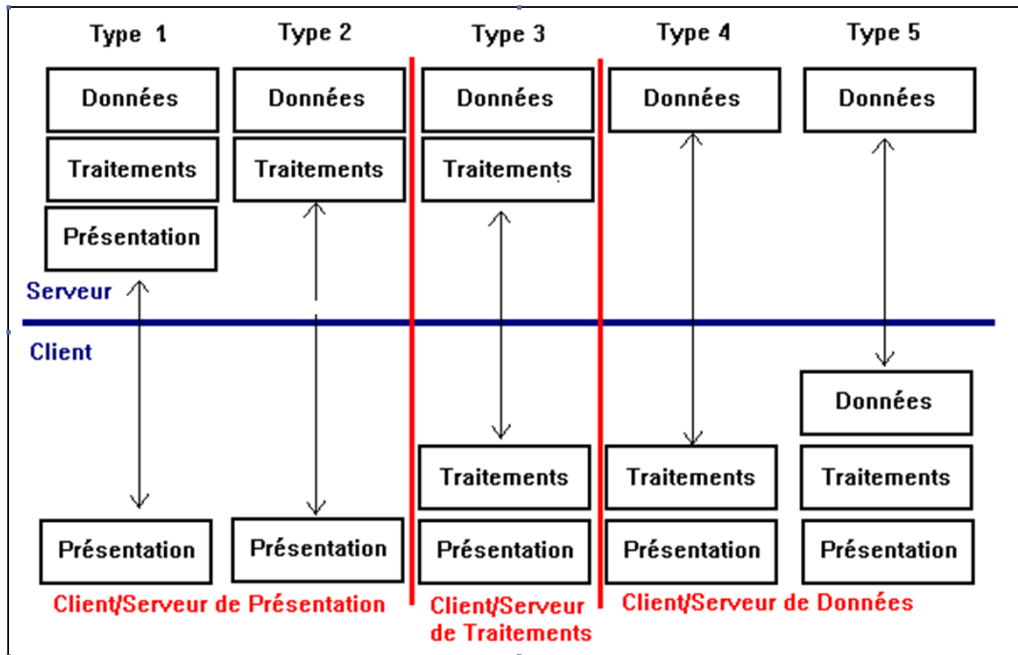 Type 1
Type 2
Type 3
Type 4
Type 5
Données
Données
Données
Données
Données
Traitements
Traitements
Traitements
Présentation
Serveur
Client
Données
Traitements
Traitements
Traitements
Présentation
Présentation
Présentation
Présentation
Présentation
Client/Serveur de Présentation
Client/Serveur
de Traitements
Client/Serveur de Données